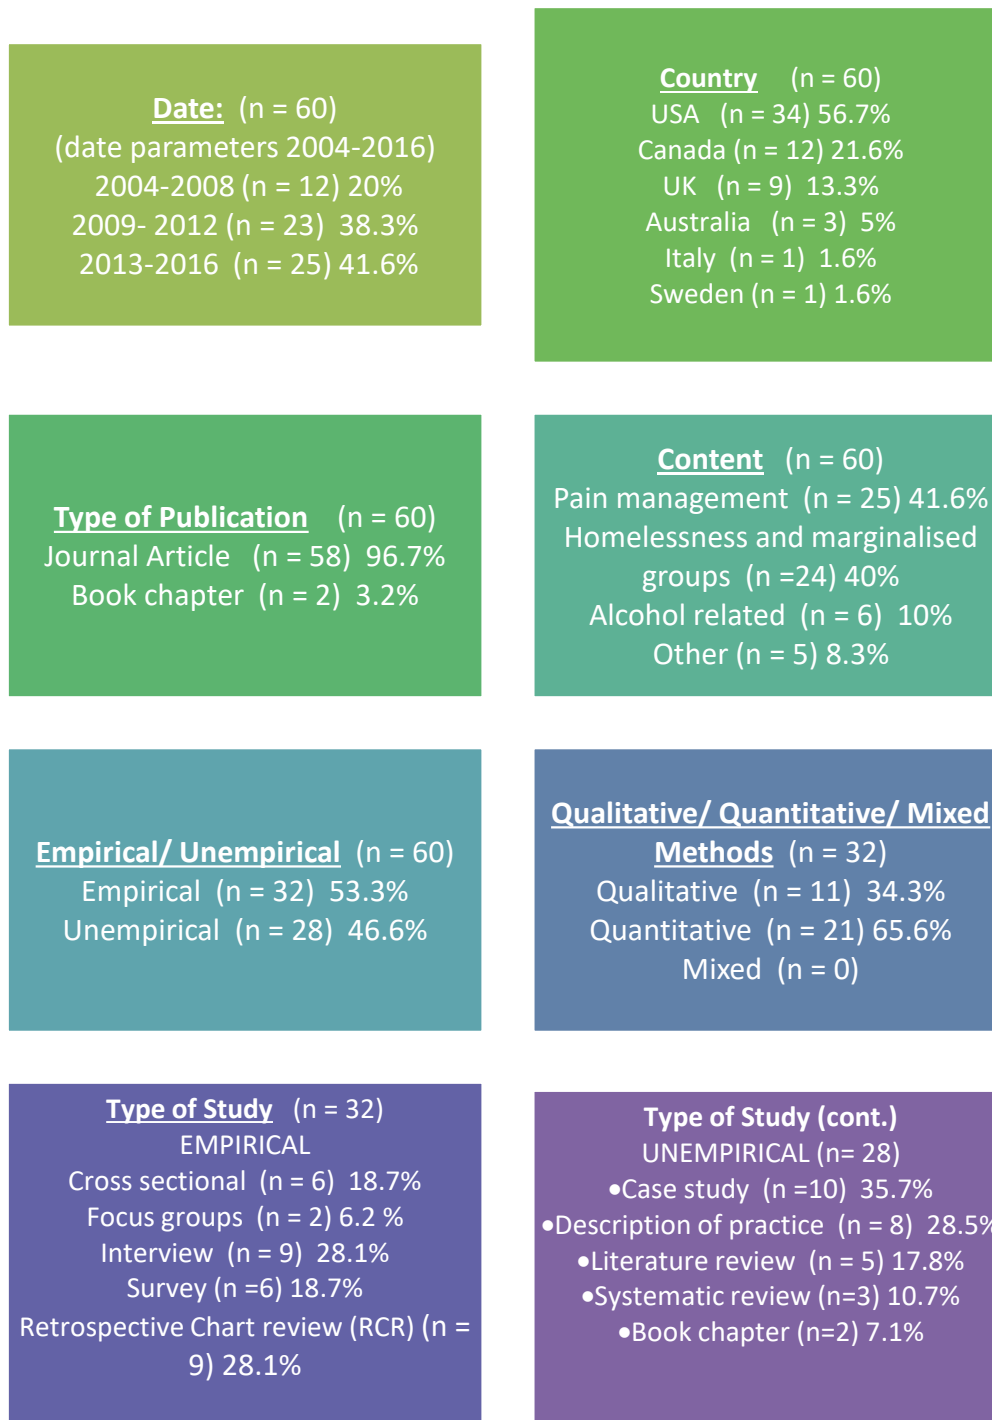 Date: (n = 60)
(date parameters 2004-2016)
2004-2008 (n = 12) 20%
2009- 2012 (n = 23) 38.3%
2013-2016 (n = 25) 41.6%
Country (n = 60)
USA (n = 34) 56.7%
Canada (n = 12) 21.6%
UK (n = 9) 13.3%
Australia (n = 3) 5%
Italy (n = 1) 1.6%
Sweden (n = 1) 1.6%
Type of Publication (n = 60)
Journal Article (n = 58) 96.7%
Book chapter (n = 2) 3.2%
Content (n = 60)
Pain management (n = 25) 41.6%
Homelessness and marginalised
groups (n =24) 40%
Alcohol related (n = 6) 10%
Other (n = 5) 8.3%
Empirical/ Unempirical (n = 60)
Empirical (n = 32) 53.3%
Unempirical (n = 28) 46.6%
Qualitative/ Quantitative/ Mixed
Methods (n = 32)
Qualitative (n = 11) 34.3%
Quantitative (n = 21) 65.6%
Mixed (n = 0)
Type of Study (n = 32)
EMPIRICAL
Cross sectional (n = 6) 18.7%
Focus groups (n = 2) 6.2 %
Interview (n = 9) 28.1%
Survey (n =6) 18.7%
Retrospective Chart review (RCR) (n =
9) 28.1%
Type of Study (cont.)
UNEMPIRICAL (n= 28)
•Case study (n =10) 35.7%
•Description of practice (n = 8) 28.5%
•Literature review (n = 5) 17.8%
•Systematic review (n=3) 10.7%
•Book chapter (n=2) 7.1%